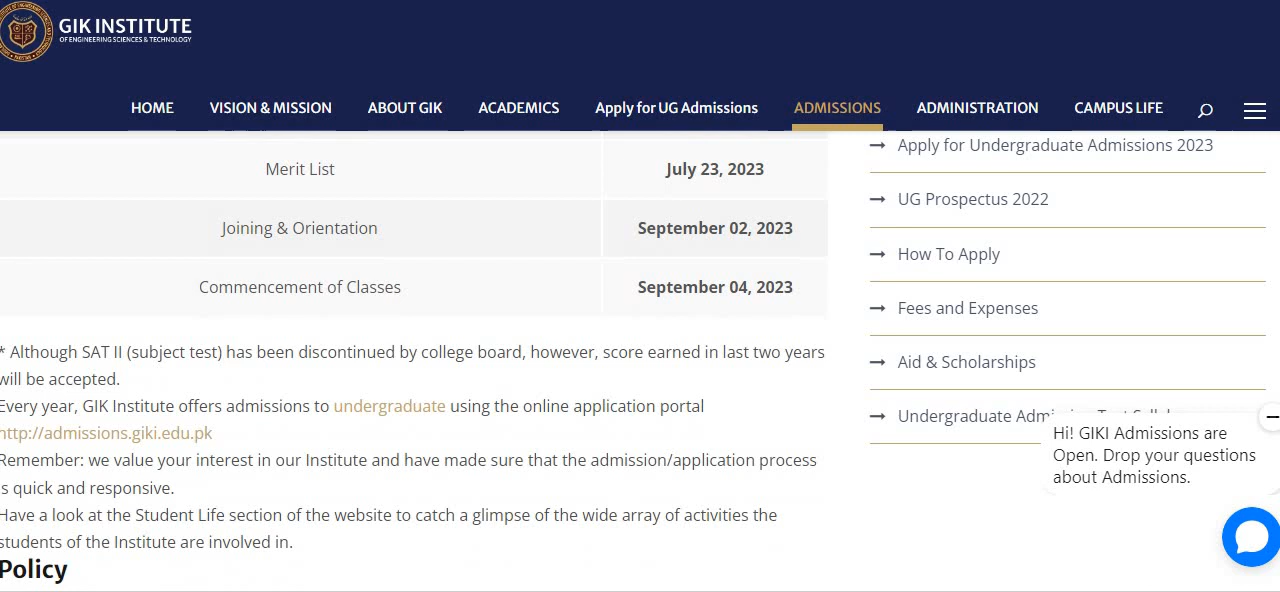 GIK INSTITUTE
OF ENGINEERING SCIENCES & TECHNOLOGY
HOME VISION & MISSION ABOUT GIK ACADEMICS Apply for UG Admissions ADMISSIONS ADMINISTRATION CAMPUS LIFE
Merit List July 23, 2023
Joining & Orientation September 02, 2023
Commencement of Classes September 04, 2023
* Although SAT II (subject test) has been discontinued by college board, however, score earned in last two years
will be accepted.
Every year, GIK Institute offers admissions to undergraduate using the online application portal
http://admissions.giki.edu.pk
Remember: we value your interest in our Institute and have made sure that the admission/application process
is quick and responsive.
Have a look at the Student Life section of the website to catch a glimpse of the wide array of activities the
students of the Institute are involved in.
Policy
Apply for Undergraduate Admissions 2023
UG Prospectus 2022
How To Apply
Fees and Expenses
Aid & Scholarships
Undergraduate
Hi! GIKI Admissions are
Open. Drop your questions
about Admissions.